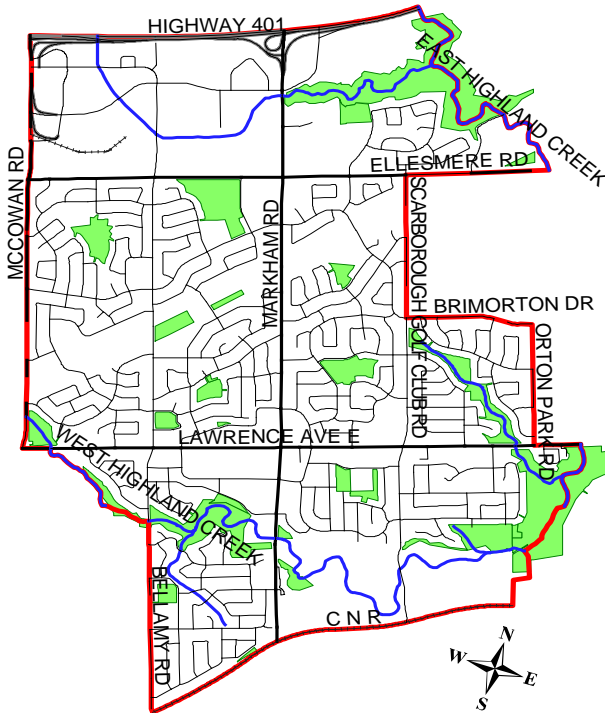 HIGHWAY 401
EAST HIGHLAND CREEK
ELLESMERE RD
MCCOWAN RD
MARKHAM RD
SCARBOROUGH GOLF CLUB RD
BRIMORTON DR
ORTON PARK RD
LAWRENCE AVE E
WEST HIGHLAND CREEK
BELLAMY RD
C N R
N
W
E
S